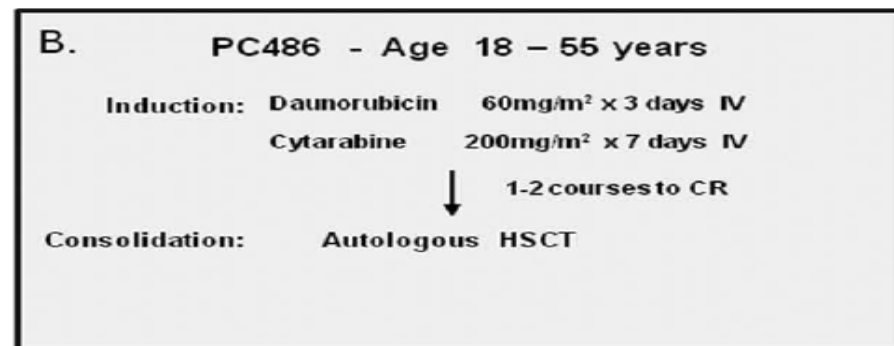 B. PC486 - Age 18 – 55 years
Induction: Daunorubicin 60mg/m² x 3 days IV
Cytarabine 200mg/m² x 7 days IV
1-2 courses to CR
Consolidation: Autologous HSCT